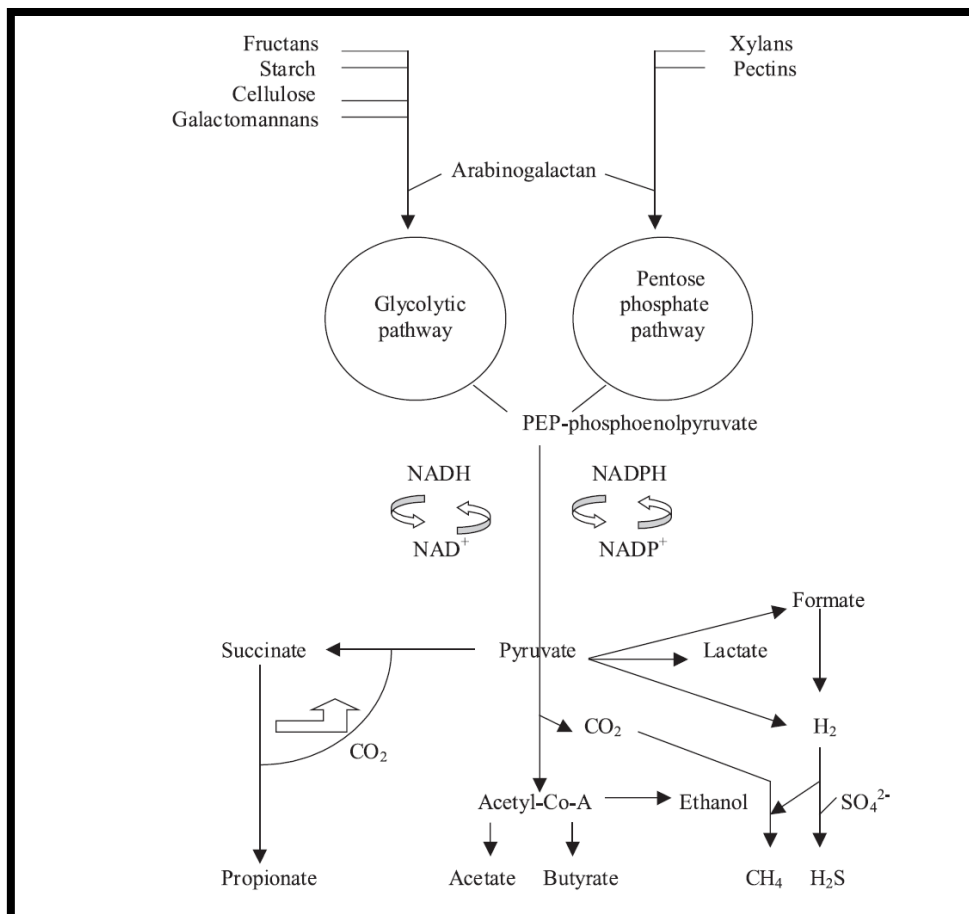 Fructans
Starch
Cellulose
Galactomannans
Xylans
Pectins
Arabinogalactan
Glycolytic
pathway
Pentose
phosphate
pathway
PEP-phosphoenolpyruvate
NADH
NADPH
NAD⁺
NADP⁺
Formate
Succinate
Pyruvate
Lactate
CO₂
H₂
CO₂
Acetyl-Co-A
Ethanol
SO₄²⁻
Propionate
Acetate
Butyrate
CH₄
H₂S